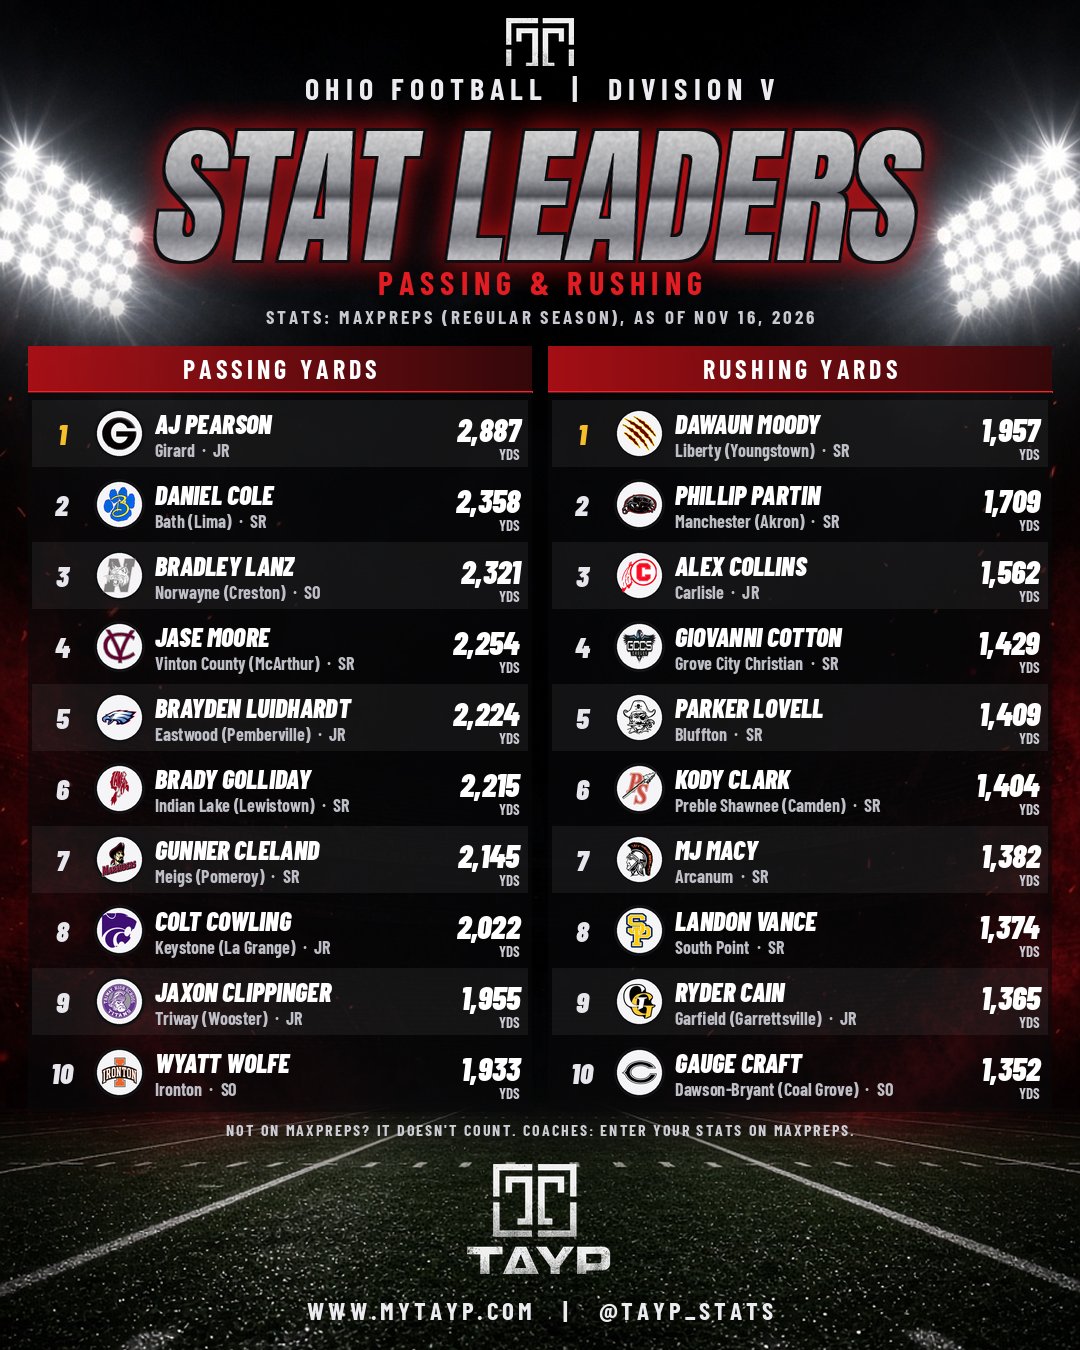 OHIO FOOTBALL | DIVISION V
STAT LEADERS
PASSING & RUSHING
STATS: MAXPREPS (REGULAR SEASON), AS OF NOV 16, 2026
PASSING YARDS
1 AJ PEARSON 2,887
Girard · JR YDS
2 DANIEL COLE 2,358
Bath (Lima) · SR YDS
3 BRADLEY LANZ 2,321
Norwayne (Creston) · SO YDS
4 JASE MOORE 2,254
Vinton County (McArthur) · SR YDS
5 BRAYDEN LUIDHARDT 2,224
Eastwood (Pemberville) · JR YDS
6 BRADY GOLLIDAY 2,215
Indian Lake (Lewistown) · SR YDS
7 GUNNER CLELAND 2,145
Meigs (Pomeroy) · SR YDS
8 COLT COWLING 2,022
Keystone (La Grange) · JR YDS
9 JAXON CLIPPINGER 1,955
Triway (Wooster) · JR YDS
10 WYATT WOLFE 1,933
IRONTON
Ironton · SO YDS
RUSHING YARDS
1 DAWAUN MOODY 1,957
Liberty (Youngstown) · SR YDS
2 PHILLIP PARTIN 1,709
Manchester (Akron) · SR YDS
3 ALEX COLLINS 1,562
Carlisle · JR YDS
4 GIOVANNI COTTON 1,429
GCCS
Grove City Christian · SR YDS
5 PARKER LOVELL 1,409
Bluffton · SR YDS
6 KODY CLARK 1,404
Preble Shawnee (Camden) · SR YDS
7 MJ MACY 1,382
Arcanum · SR YDS
8 LANDON VANCE 1,374
South Point · SR YDS
9 RYDER CAIN 1,365
Garfield (Garrettsville) · JR YDS
10 GAUGE CRAFT 1,352
Dawson-Bryant (Coal Grove) · SO YDS
NOT ON MAXPREPS? IT DOESN'T COUNT. COACHES: ENTER YOUR STATS ON MAXPREPS.
TAYP
WWW.MYTAYP.COM | @TAYP_STATS